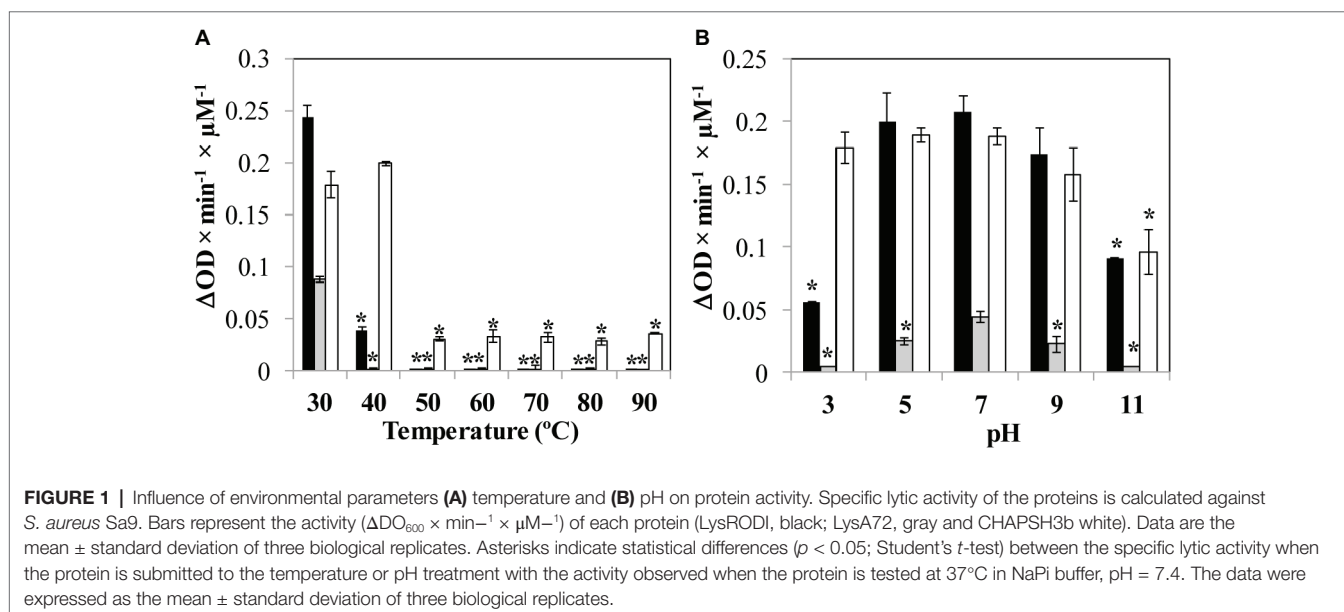 A
ΔOD × min⁻¹ × µM⁻¹
0.3
0.25
0.2
0.15
0.1
0.05
0
* * ** * ** * ** * ** * ** *
30 40 50 60 70 80 90
Temperature (ºC)
B
ΔOD × min⁻¹ × µM⁻¹
0.25
0.2
0.15
0.1
0.05
0
* * * * * * *
3 5 7 9 11
pH
FIGURE 1 | Influence of environmental parameters (A) temperature and (B) pH on protein activity. Specific lytic activity of the proteins is calculated against
S. aureus Sa9. Bars represent the activity (ΔDO₆₀₀ × min−¹ × µM−¹) of each protein (LysRODI, black; LysA72, gray and CHAPSH3b white). Data are the
mean ± standard deviation of three biological replicates. Asterisks indicate statistical differences (p < 0.05; Student’s t-test) between the specific lytic activity when
the protein is submitted to the temperature or pH treatment with the activity observed when the protein is tested at 37°C in NaPi buffer, pH = 7.4. The data were
expressed as the mean ± standard deviation of three biological replicates.